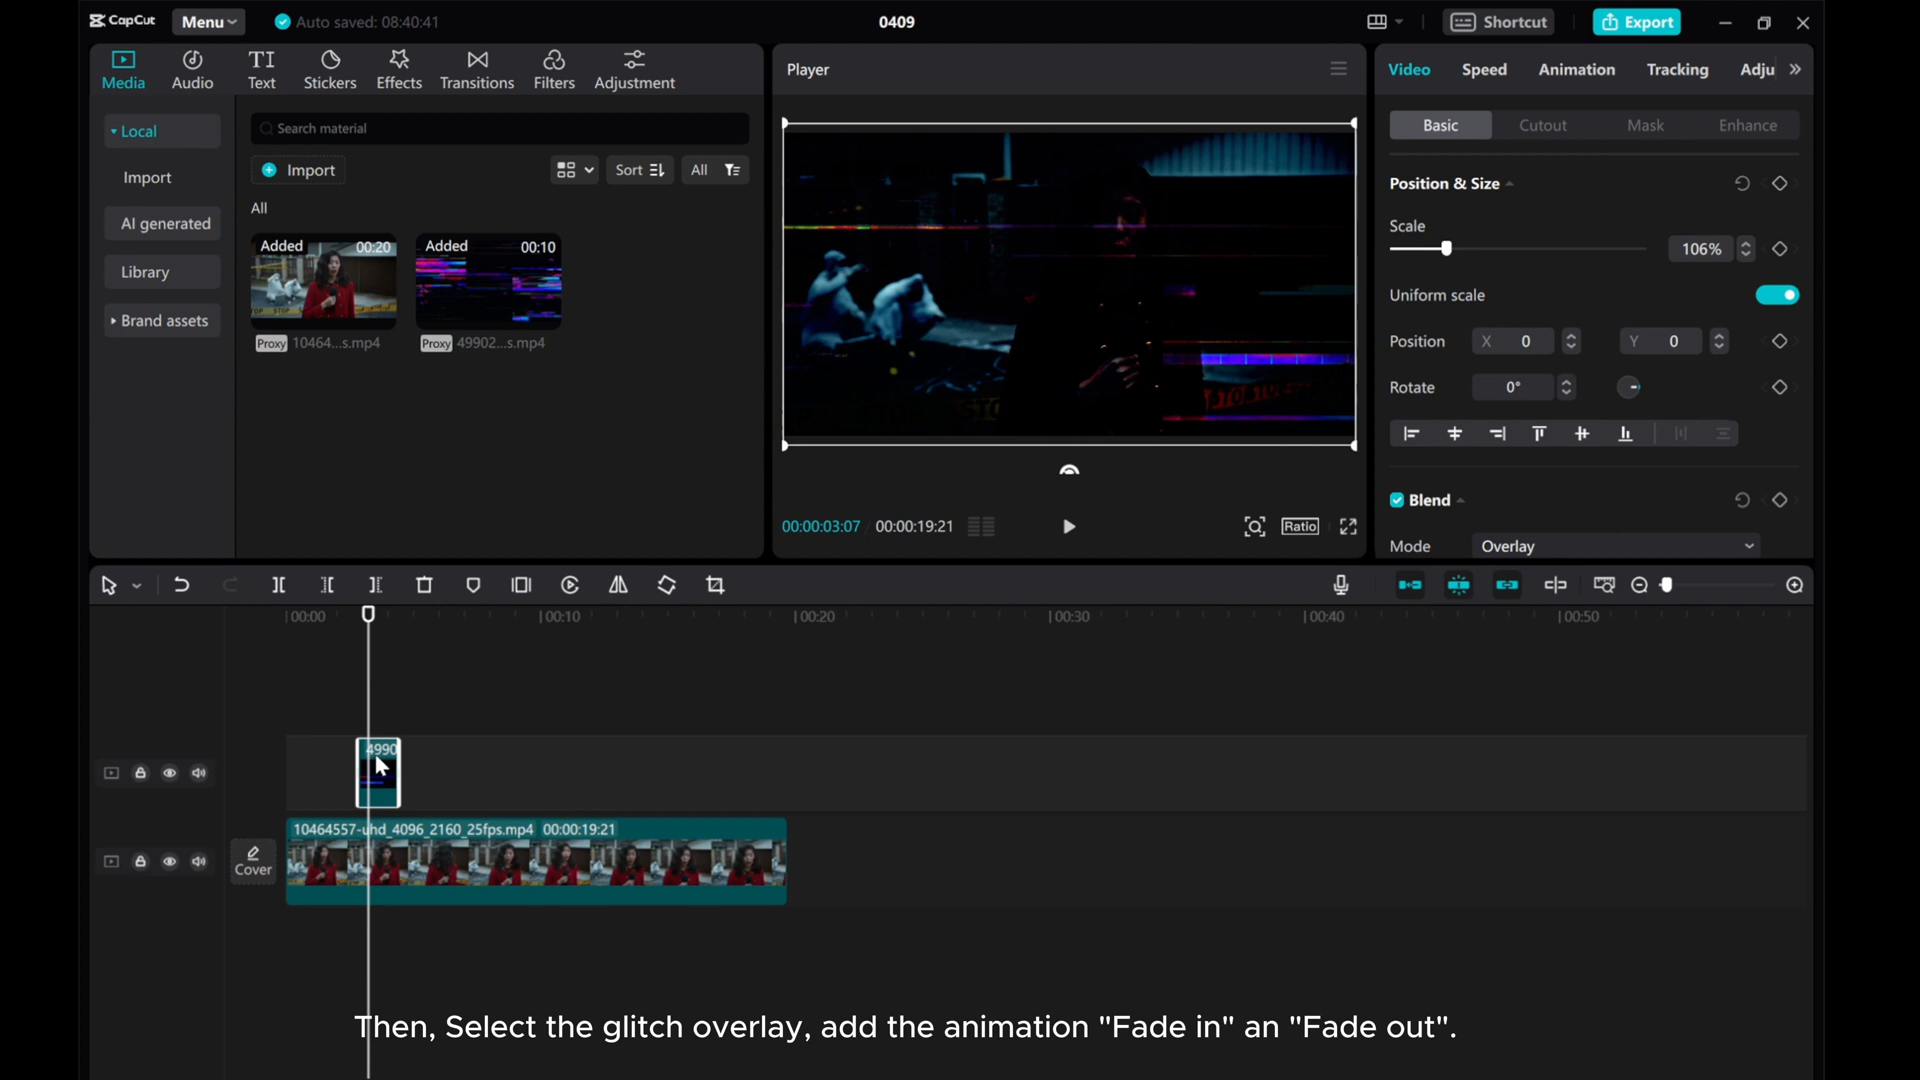 CapCut
Menu
Auto saved: 08:40:41
0409
Shortcut
Export
Media
Audio
TI
Text
Stickers
Effects
Transitions
Filters
Adjustment
Player
Video
Speed
Animation
Tracking
Adju
Local
Import
AI generated
Library
Brand assets
Search material
Import
Sort
All
All
Added 00:20
Added 00:10
Proxy 10464...s.mp4
Proxy 49902...s.mp4
Basic
Cutout
Mask
Enhance
Position & Size
Scale
106%
Uniform scale
Position X 0 Y 0
Rotate 0°
Blend
Mode Overlay
00:00:03:07 00:00:19:21
Ratio
00:00 00:10 00:20 00:30 00:40 00:50
4990
Cover
10464557-uhd_4096_2160_25fps.mp4 00:00:19:21
Then, Select the glitch overlay, add the animation "Fade in" an "Fade out".